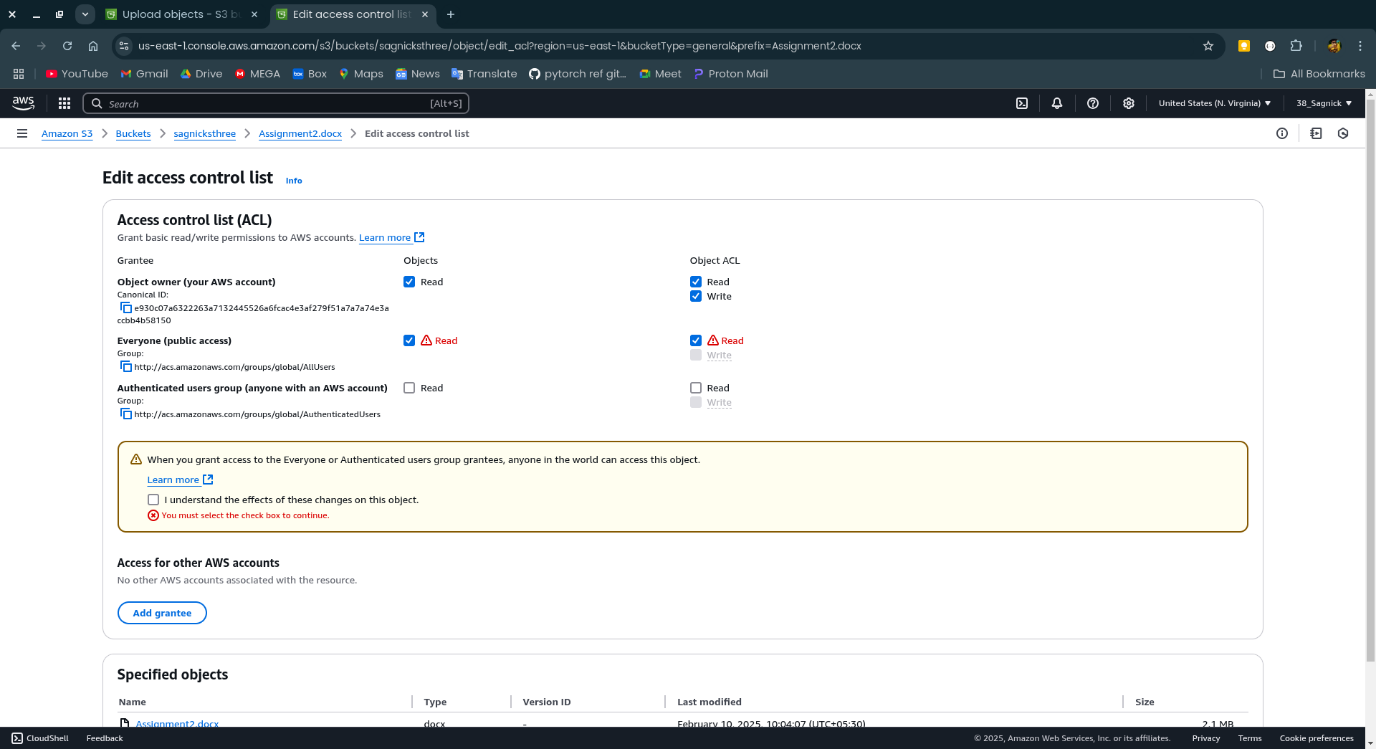 Upload objects - S3 b
Edit access control list
us-east-1.console.aws.amazon.com/s3/buckets/sagnicksthree/object/edit_acl?region=us-east-1&bucketType=general&prefix=Assignment2.docx
YouTube Gmail Drive MEGA Box Maps News Translate pytorch ref git... Meet Proton Mail All Bookmarks
aws Search [Alt+S] United States (N. Virginia) 38_Sagnick
Amazon S3 Buckets sagnicksthree Assignment2.docx Edit access control list
Edit access control list Info
Access control list (ACL)
Grant basic read/write permissions to AWS accounts. Learn more
Grantee Objects Object ACL
Object owner (your AWS account) Read Read
Canonical ID: Write
e930c07a6322263a7132445526a6fcac4e3af279f51a7a7a74e3a
ccbb4b58150
Everyone (public access) Read Read
Group: Write
http://acs.amazonaws.com/groups/global/AllUsers
Authenticated users group (anyone with an AWS account) Read Read
Group: Write
http://acs.amazonaws.com/groups/global/AuthenticatedUsers
When you grant access to the Everyone or Authenticated users group grantees, anyone in the world can access this object.
Learn more
I understand the effects of these changes on this object.
You must select the check box to continue.
Access for other AWS accounts
No other AWS accounts associated with the resource.
Add grantee
Specified objects
Name Type Version ID Last modified Size
Assignment2.docx docx - February 10, 2025, 10:04:07 (UTC+05:30) 2.1 MB
CloudShell Feedback © 2025, Amazon Web Services, Inc. or its affiliates. Privacy Terms Cookie preferences